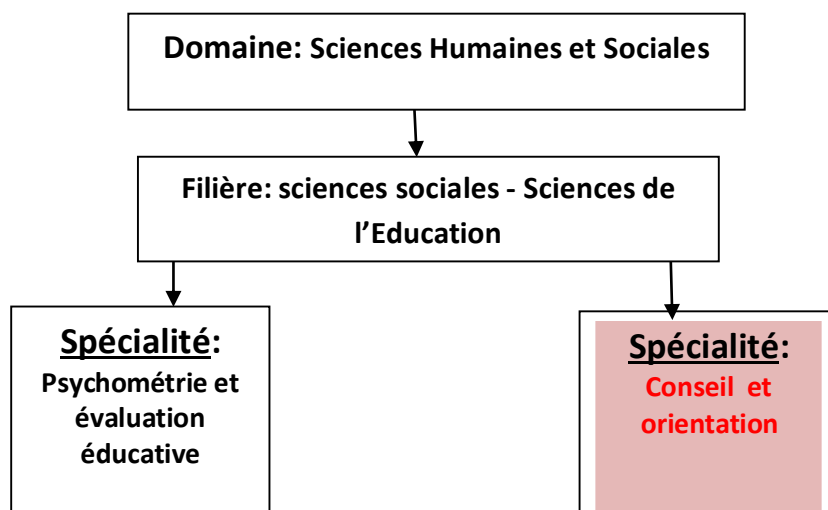 Domaine: Sciences Humaines et Sociales
Filière: sciences sociales - Sciences de
l’Education
Spécialité:
Psychométrie et
évaluation
éducative
Spécialité:
Conseil et
orientation